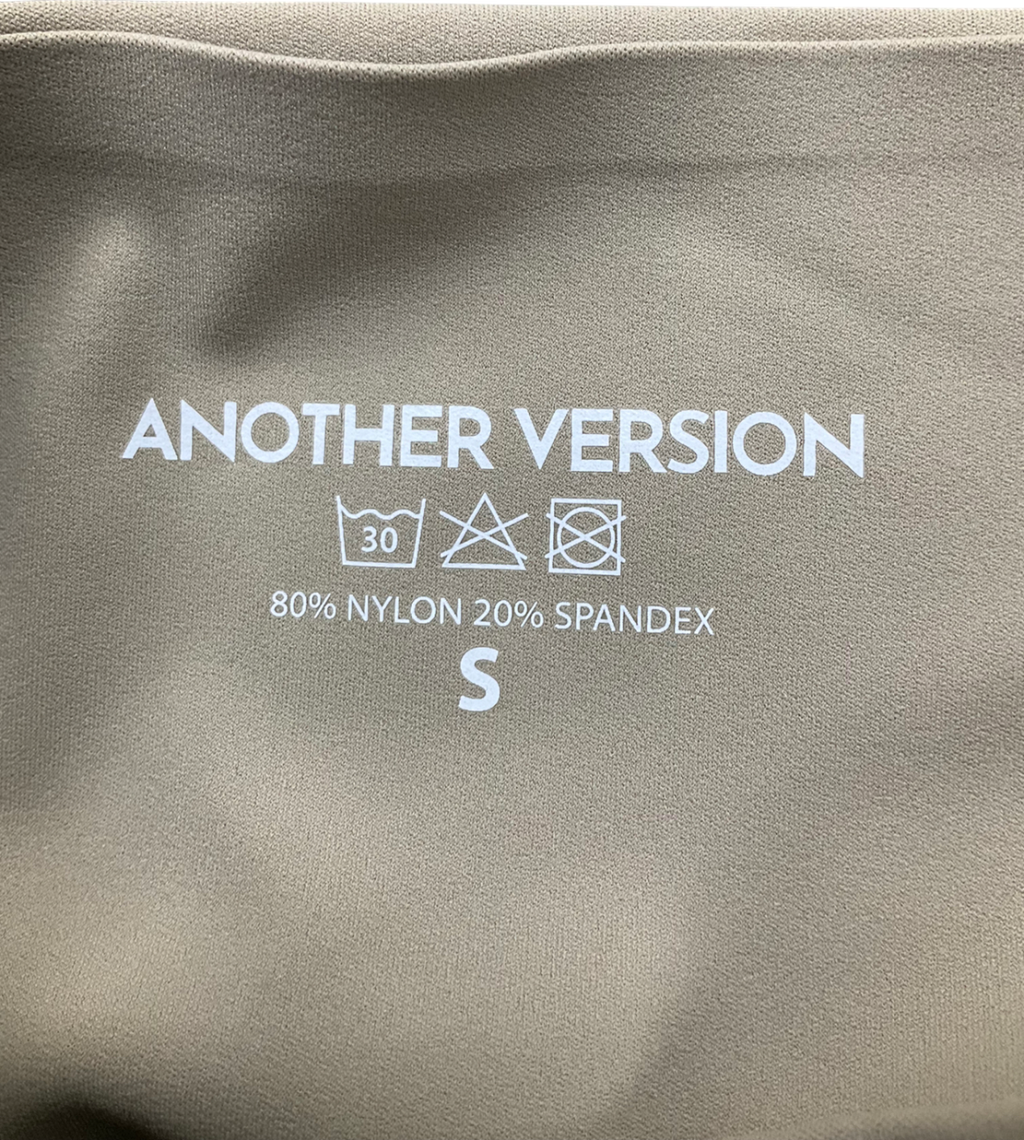 ANOTHER VERSION
30
80% NYLON 20% SPANDEX
S